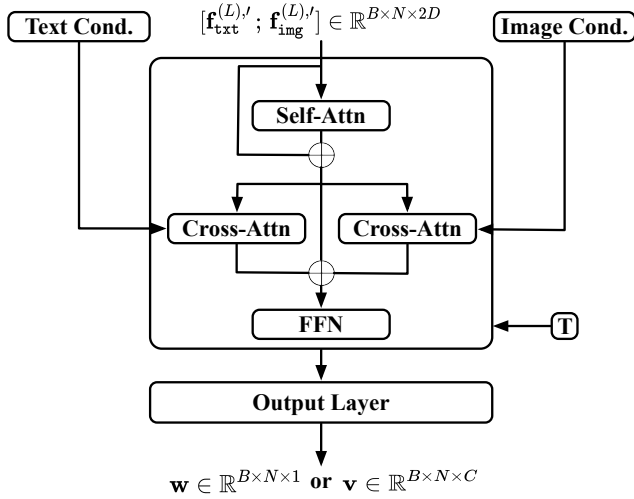 Text Cond.
[f_txt^{(L),′} ; f_img^{(L),′}] ∈ ℝ^{B×N×2D}
Image Cond.
Self-Attn
Cross-Attn
Cross-Attn
FFN
T
Output Layer
w ∈ ℝ^{B×N×1} or v ∈ ℝ^{B×N×C}